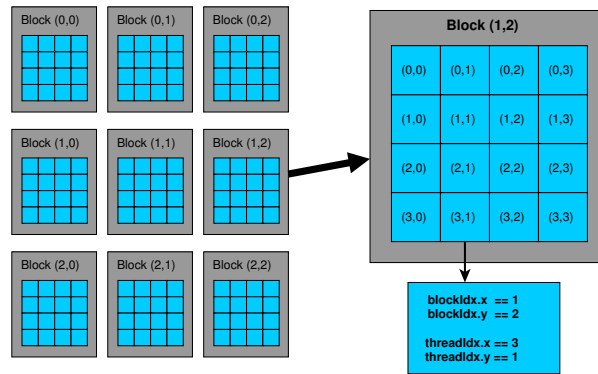 Block (0,0) Block (0,1) Block (0,2)
Block (1,0) Block (1,1) Block (1,2)
Block (2,0) Block (2,1) Block (2,2)
Block (1,2)
(0,0) (0,1) (0,2) (0,3)
(1,0) (1,1) (1,2) (1,3)
(2,0) (2,1) (2,2) (2,3)
(3,0) (3,1) (3,2) (3,3)
blockIdx.x == 1
blockIdx.y == 2
threadIdx.x == 3
threadIdx.y == 1